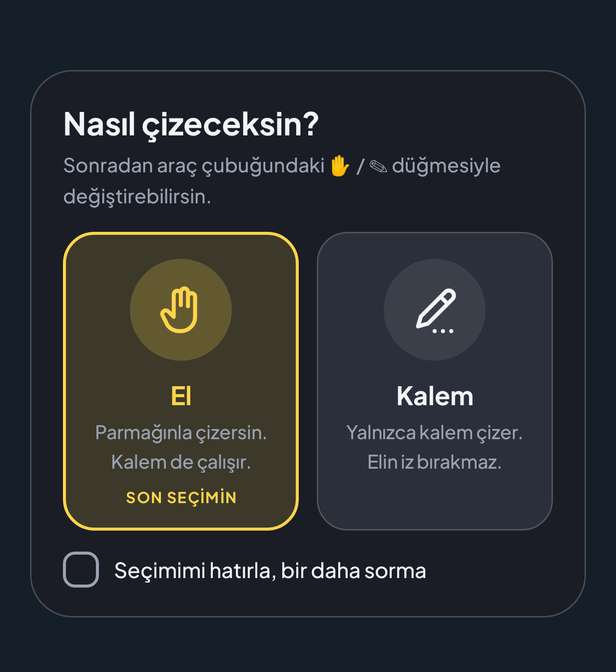 Nasıl çizeceksin?
Sonradan araç çubuğundaki ✋ / ✎ düğmesiyle
değiştirebilirsin.
El
Parmağınla çizersin.
Kalem de çalışır.
SON SEÇİMİN
Kalem
Yalnızca kalem çizer.
Elin iz bırakmaz.
Seçimimi hatırla, bir daha sorma